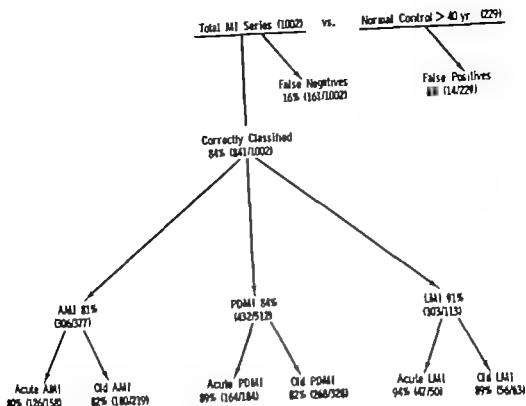 Total MI Series (1002) vs. Normal Control > 40 yr (229)
False Negatives
16% (161/1002)
False Positives
(14/229)
Correctly Classified
84% (841/1002)
AMI 81%
(306/377)
PDMI 84%
(432/512)
LMI 91%
(103/113)
Acute AMI
80% (126/158)
Old AMI
82% (180/219)
Acute PDMI
89% (164/184)
Old PDMI
82% (268/328)
Acute LMI
94% (47/50)
Old LMI
89% (56/63)